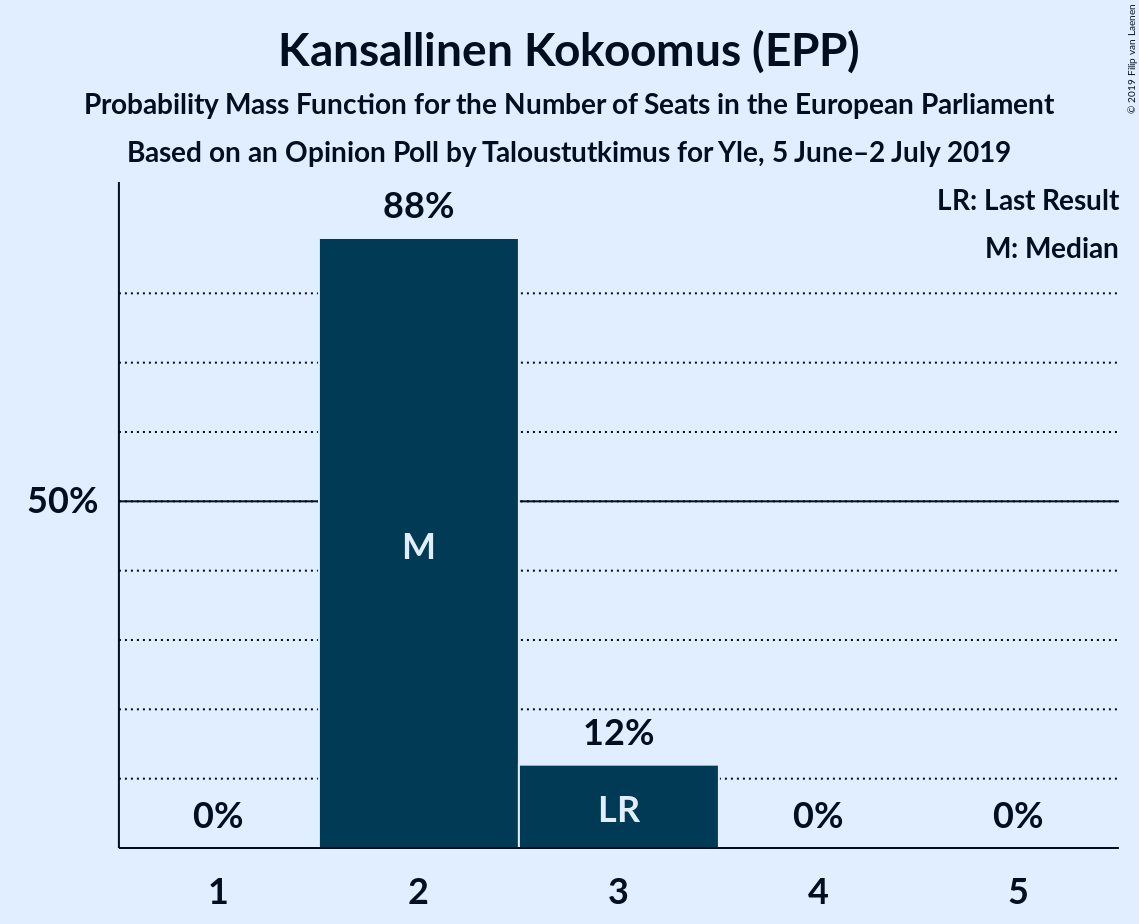 Kansallinen Kokoomus (EPP)
Probability Mass Function for the Number of Seats in the European Parliament
Based on an Opinion Poll by Taloustutkimus for Yle, 5 June–2 July 2019
© 2019 Filip van Laenen
LR: Last Result
M: Median
88%
50%
M
12%
LR
0%
0%
0%
1
2
3
4
5